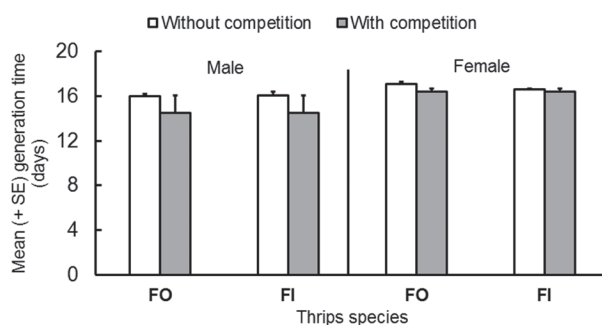 Without competition With competition
Mean (+ SE) generation time
(days)
20
16
12
8
4
0
Male Female
FO FI FO FI
Thrips species